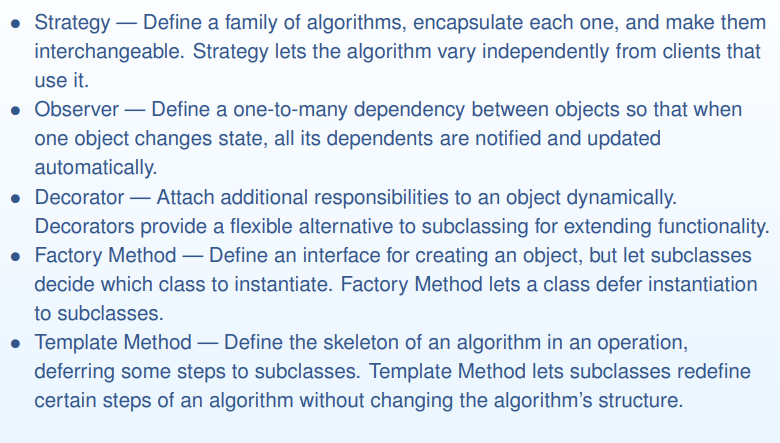 • Strategy — Define a family of algorithms, encapsulate each one, and make them
interchangeable. Strategy lets the algorithm vary independently from clients that
use it.
• Observer — Define a one-to-many dependency between objects so that when
one object changes state, all its dependents are notified and updated
automatically.
• Decorator — Attach additional responsibilities to an object dynamically.
Decorators provide a flexible alternative to subclassing for extending functionality.
• Factory Method — Define an interface for creating an object, but let subclasses
decide which class to instantiate. Factory Method lets a class defer instantiation
to subclasses.
• Template Method — Define the skeleton of an algorithm in an operation,
deferring some steps to subclasses. Template Method lets subclasses redefine
certain steps of an algorithm without changing the algorithm’s structure.